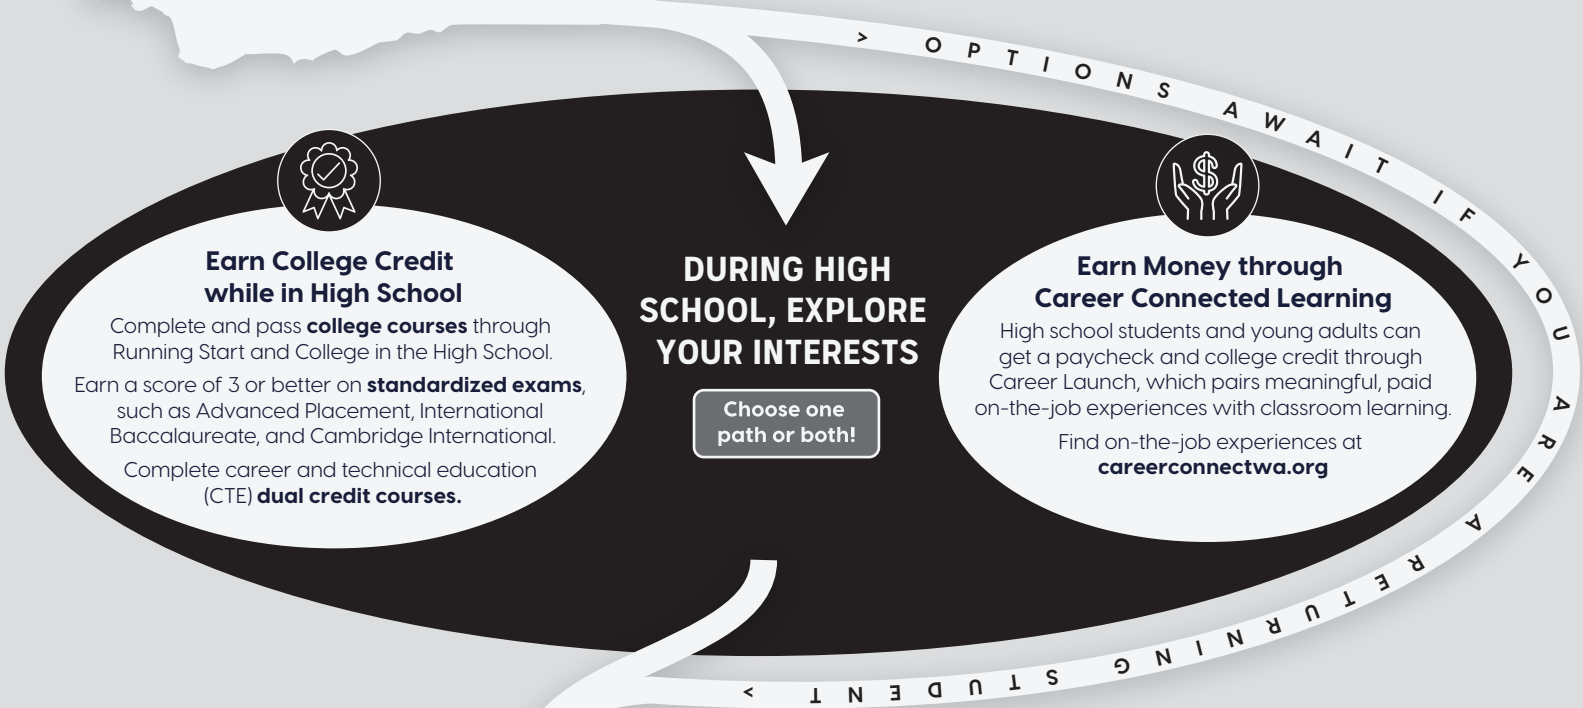 > OPTIONS AWAIT IF YOU ARE A RETURNING STUDENT >
Earn College Credit
while in High School
Complete and pass college courses through
Running Start and College in the High School.
Earn a score of 3 or better on standardized exams,
such as Advanced Placement, International
Baccalaureate, and Cambridge International.
Complete career and technical education
(CTE) dual credit courses.
DURING HIGH
SCHOOL, EXPLORE
YOUR INTERESTS
Choose one
path or both!
Earn Money through
Career Connected Learning
High school students and young adults can
get a paycheck and college credit through
Career Launch, which pairs meaningful, paid
on-the-job experiences with classroom learning.
Find on-the-job experiences at
careerconnectwa.org